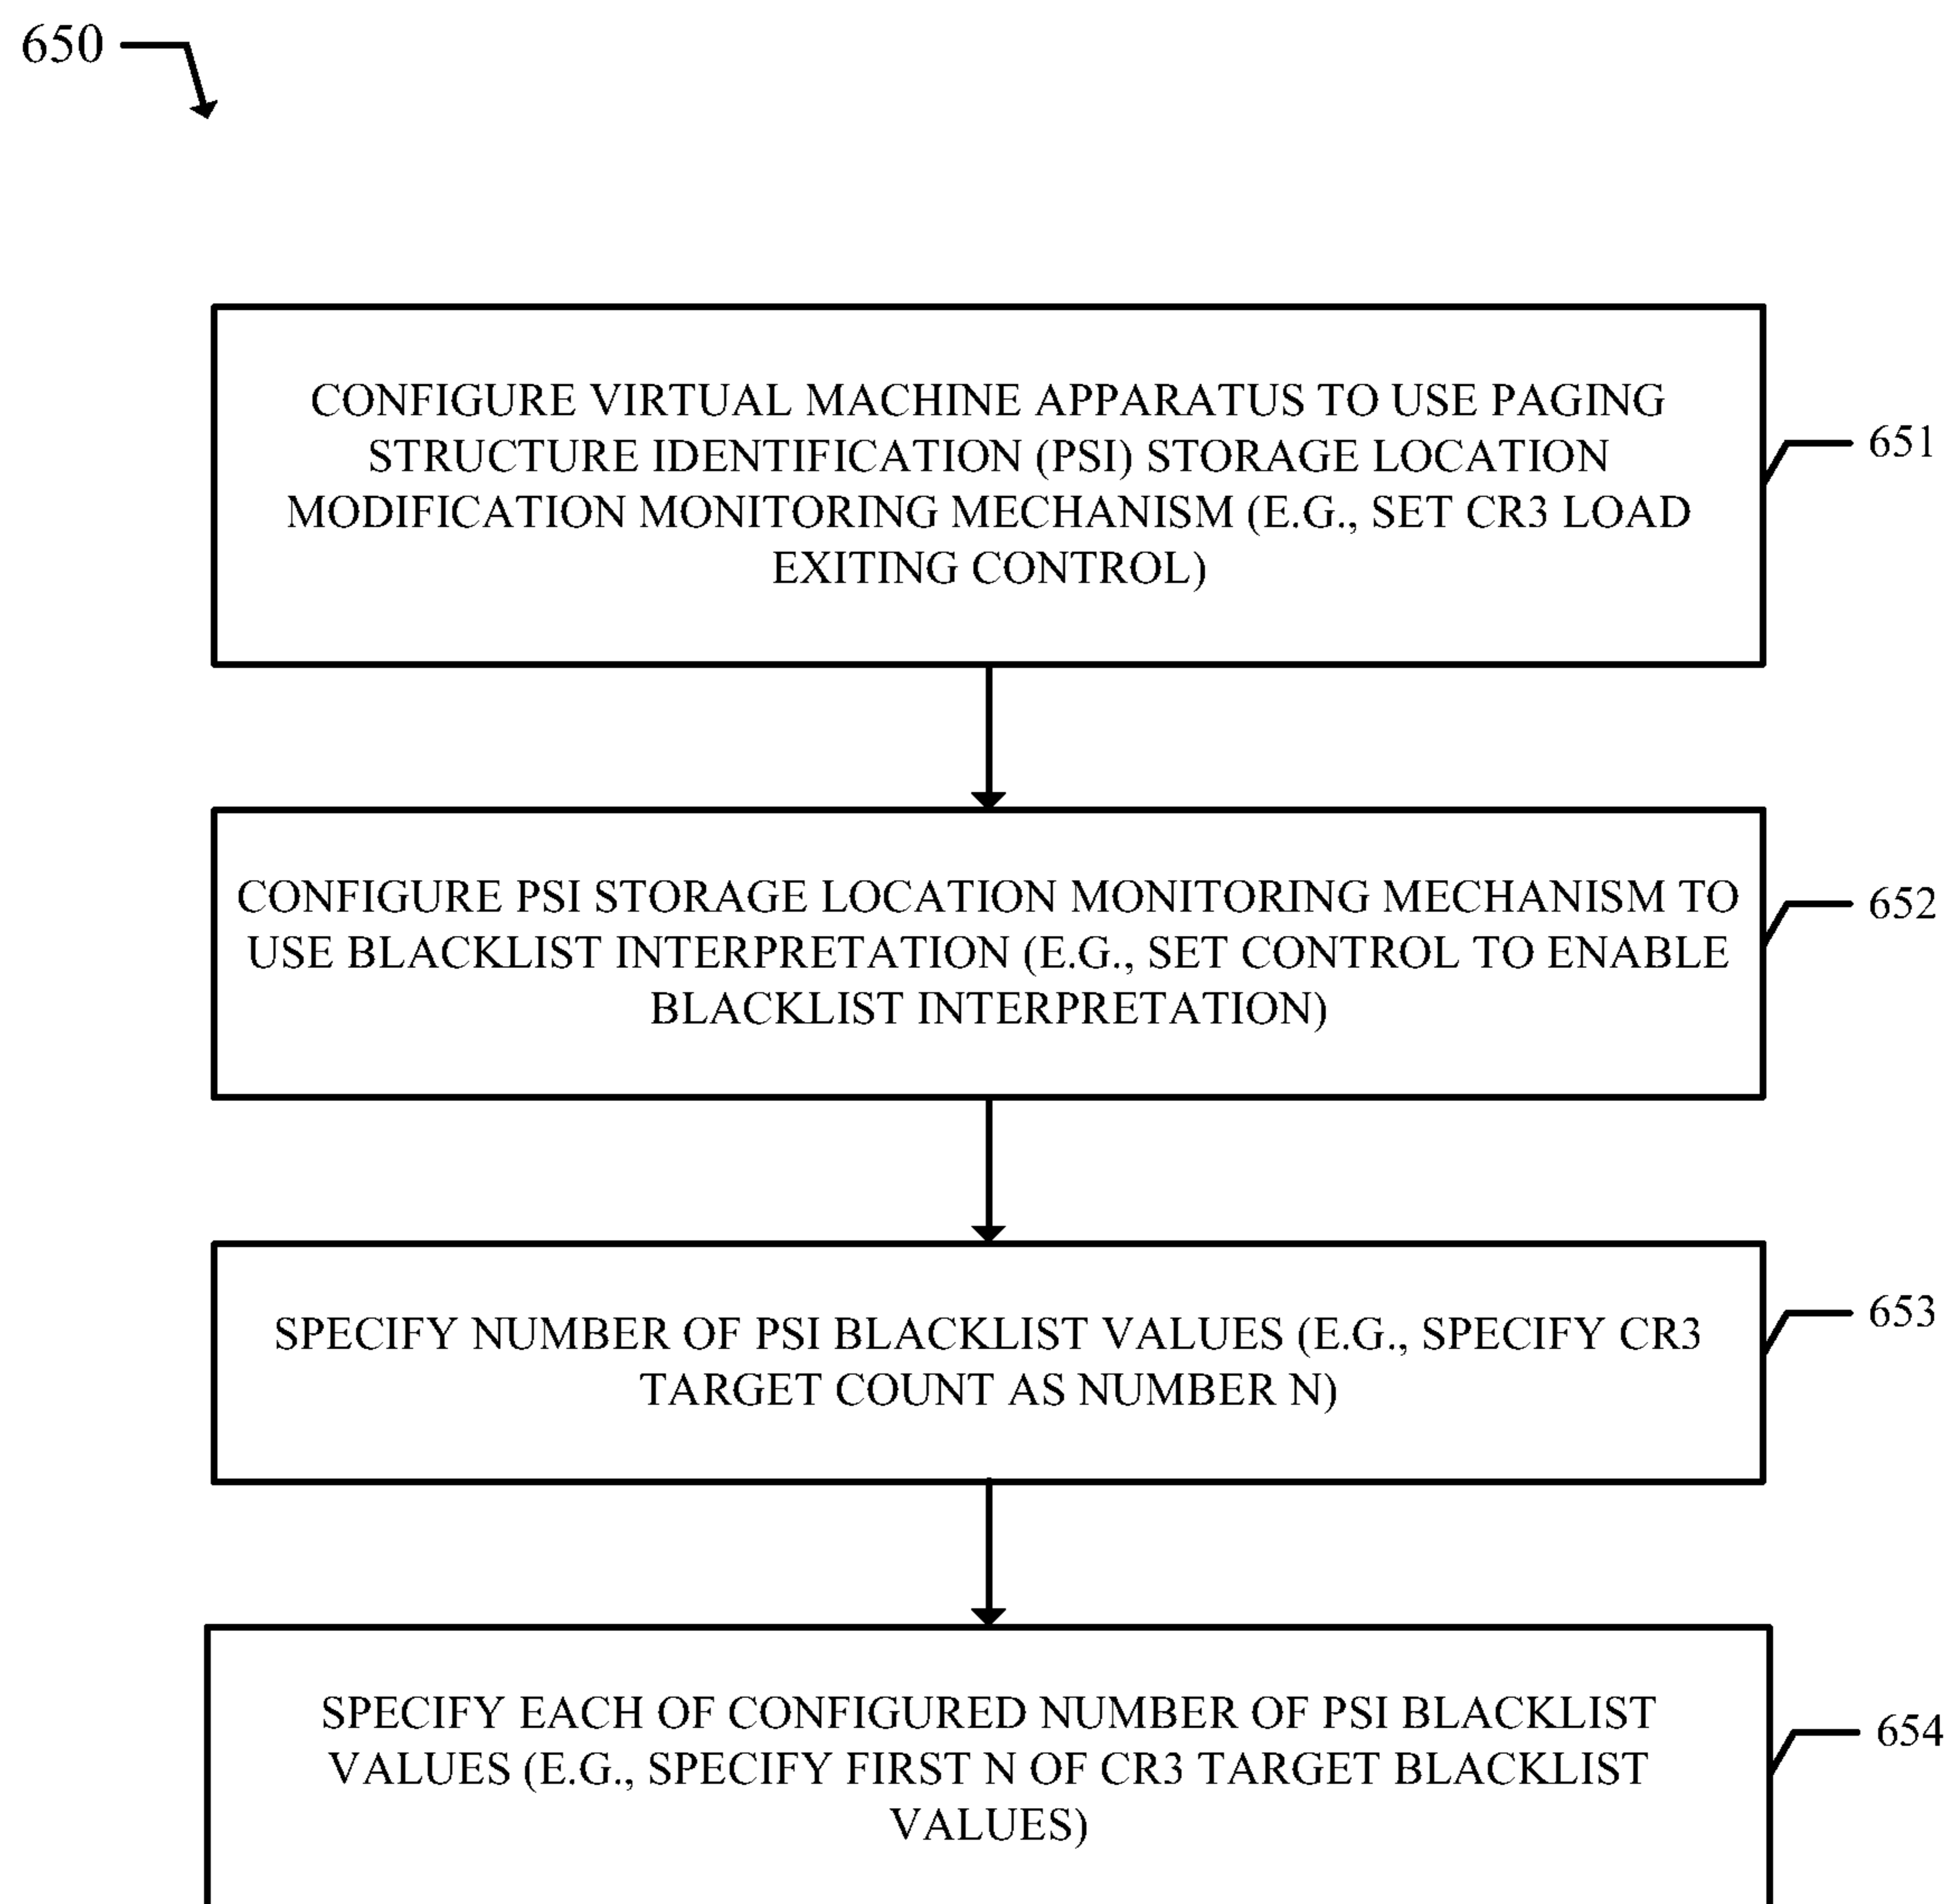 650
CONFIGURE VIRTUAL MACHINE APPARATUS TO USE PAGING
STRUCTURE IDENTIFICATION (PSI) STORAGE LOCATION
MODIFICATION MONITORING MECHANISM (E.G., SET CR3 LOAD
EXITING CONTROL)
651
CONFIGURE PSI STORAGE LOCATION MONITORING MECHANISM TO
USE BLACKLIST INTERPRETATION (E.G., SET CONTROL TO ENABLE
BLACKLIST INTERPRETATION)
652
SPECIFY NUMBER OF PSI BLACKLIST VALUES (E.G., SPECIFY CR3
TARGET COUNT AS NUMBER N)
653
SPECIFY EACH OF CONFIGURED NUMBER OF PSI BLACKLIST
VALUES (E.G., SPECIFY FIRST N OF CR3 TARGET BLACKLIST
VALUES)
654